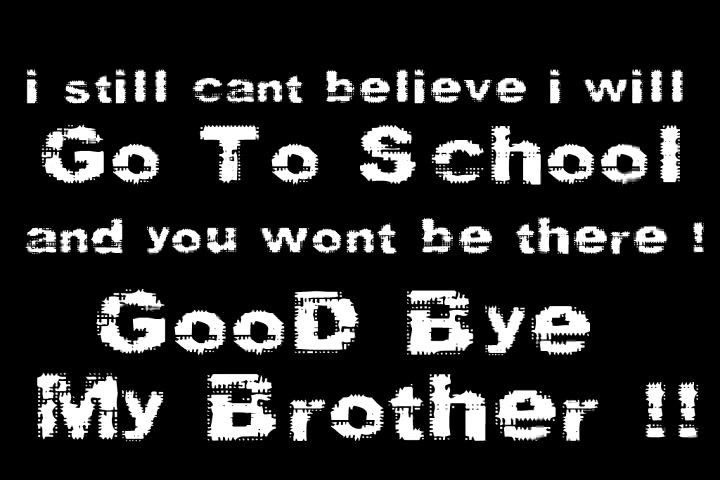 i still cant believe i will
Go To School
and you wont be there !
GooD Bye
My Brother !!